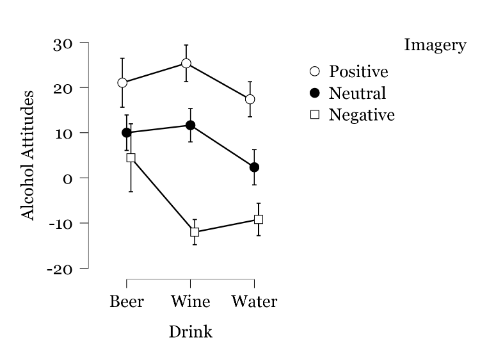 Imagery
Positive
Neutral
Negative
Alcohol Attitudes
30
20
10
0
-10
-20
Beer Wine Water
Drink